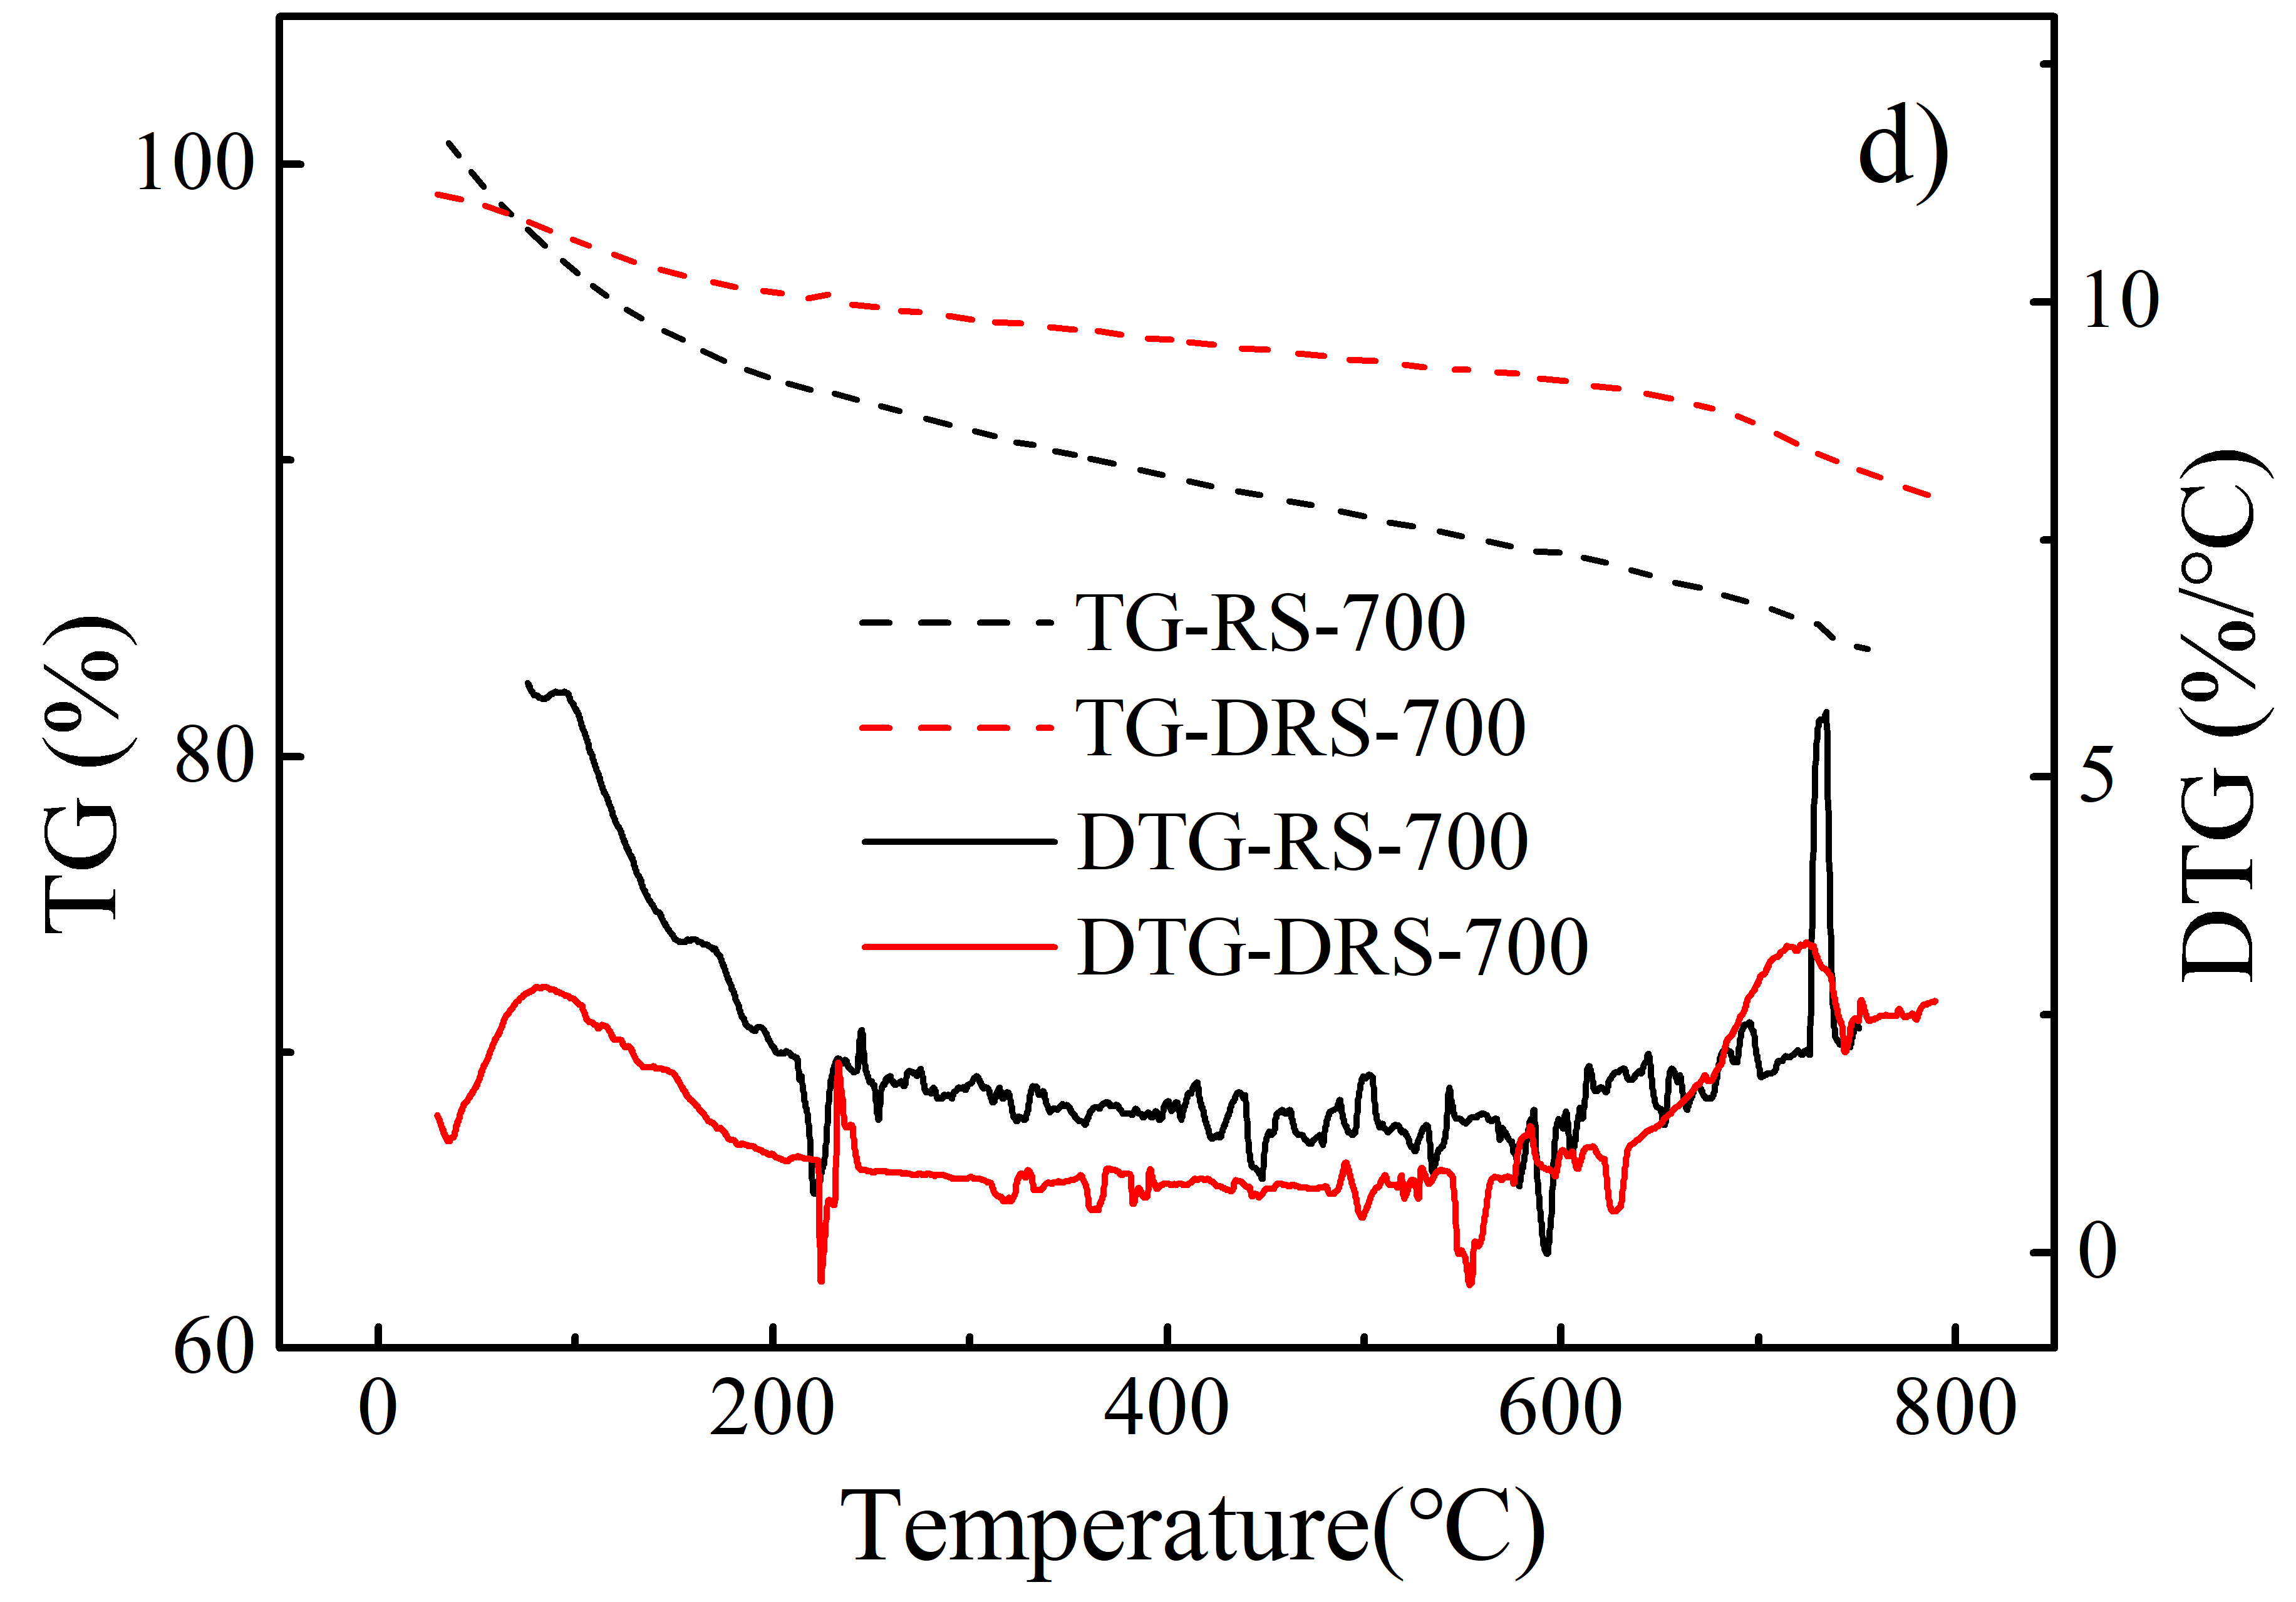 d)
100
80
60
TG (%)
10
5
0
DTG (%/°C)
TG-RS-700
TG-DRS-700
DTG-RS-700
DTG-DRS-700
0 200 400 600 800
Temperature(°C)